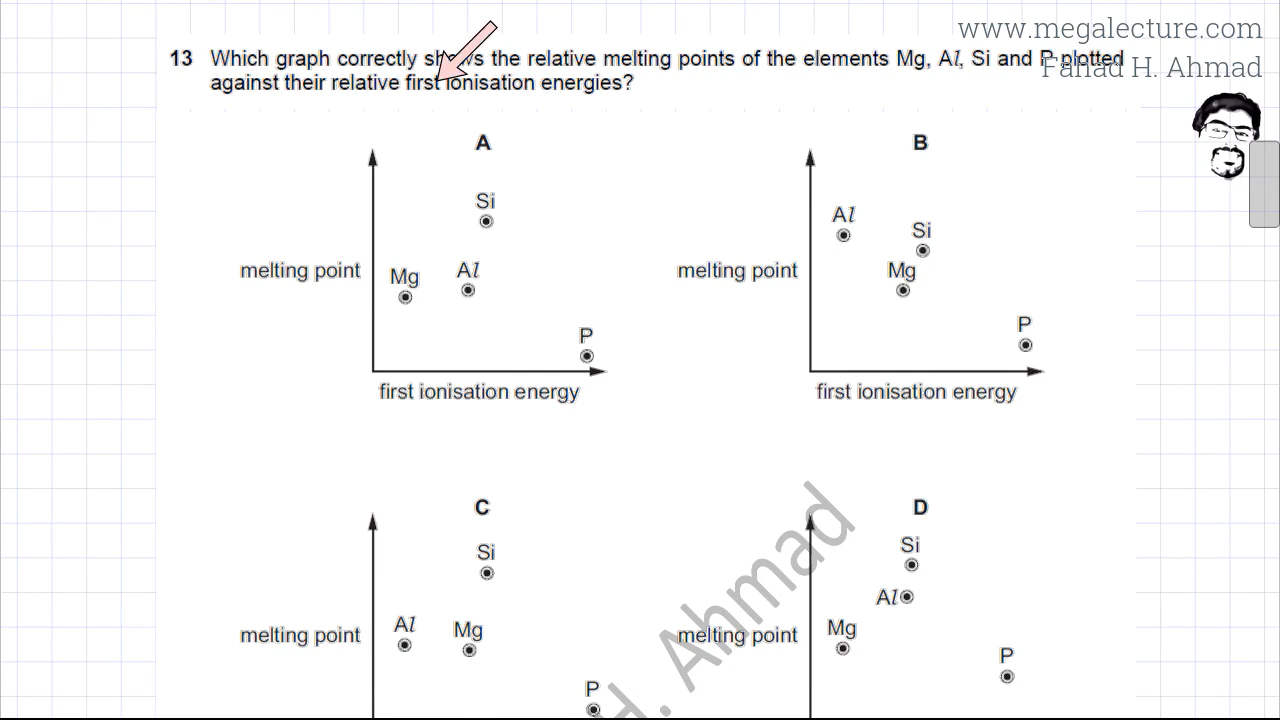 www.megalecture.com
Fahad H. Ahmad
13 Which graph correctly shows the relative melting points of the elements Mg, Al, Si and P plotted
against their relative first ionisation energies?
A
Si
Mg
Al
melting point
P
first ionisation energy
B
Al
Si
Mg
melting point
P
first ionisation energy
C
Si
Al
Mg
melting point
P
D
Si
Al
Mg
melting point
P
H. Ahmad